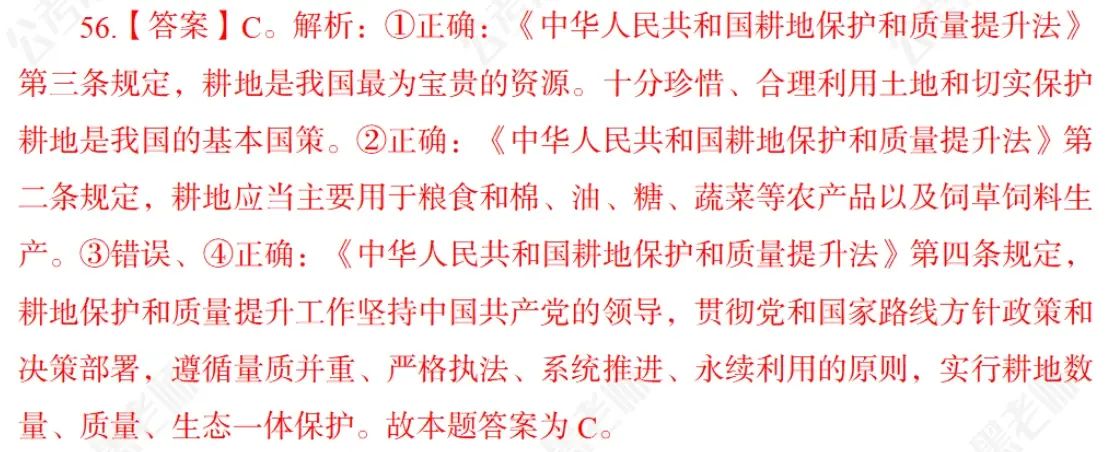 56.【答案】C。解析：①正确：《中华人民共和国耕地保护和质量提升法》
第三条规定，耕地是我国最为宝贵的资源。十分珍惜、合理利用土地和切实保护
耕地是我国的基本国策。②正确：《中华人民共和国耕地保护和质量提升法》第
二条规定，耕地应当主要用于粮食和棉、油、糖、蔬菜等农产品以及饲草饲料生
产。③错误、④正确：《中华人民共和国耕地保护和质量提升法》第四条规定，
耕地保护和质量提升工作坚持中国共产党的领导，贯彻党和国家路线方针政策和
决策部署，遵循量质并重、严格执法、系统推进、永续利用的原则，实行耕地数
量、质量、生态一体保护。故本题答案为 C。